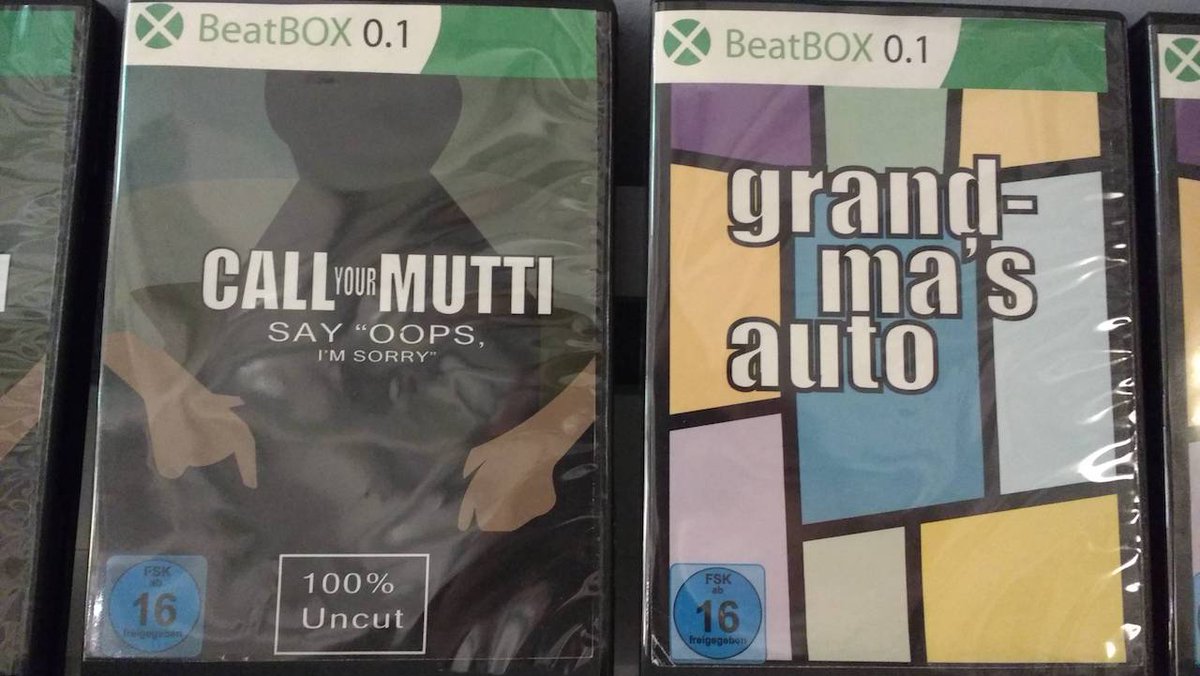 BeatBOX 0.1
CALL YOUR MUTTI
SAY “OOPS,
I'M SORRY”
FSK
ab
16
freigegeben
100%
Uncut
BeatBOX 0.1
grand-
ma's
auto
FSK
ab
16
freigegeben